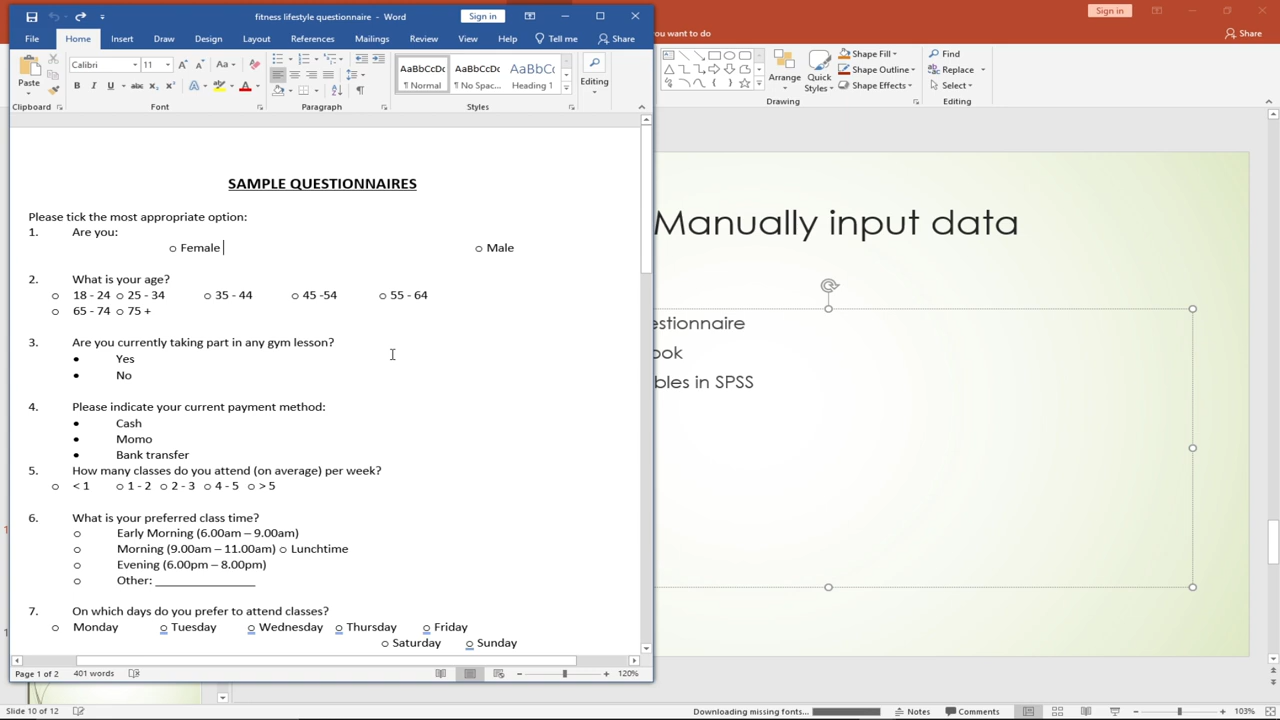 fitness lifestyle questionnaire - Word
Sign in
File Home Insert Draw Design Layout References Mailings Review View Help Tell me Share
Paste
Calibri 11 Aa
B I U abc x₂ x² A
AaBbCcDc AaBbCcDc AaBbCc
¶ Normal ¶ No Spac... Heading 1
Editing
Clipboard Font Paragraph Styles
SAMPLE QUESTIONNAIRES
Please tick the most appropriate option:
1. Are you:
o Female o Male
2. What is your age?
o 18 - 24 o 25 - 34 o 35 - 44 o 45 -54 o 55 - 64
o 65 - 74 o 75 +
3. Are you currently taking part in any gym lesson?
• Yes
• No
4. Please indicate your current payment method:
• Cash
• Momo
• Bank transfer
5. How many classes do you attend (on average) per week?
o < 1 o 1 - 2 o 2 - 3 o 4 - 5 o > 5
6. What is your preferred class time?
o Early Morning (6.00am – 9.00am)
o Morning (9.00am – 11.00am) o Lunchtime
o Evening (6.00pm – 8.00pm)
o Other: ________________
7. On which days do you prefer to attend classes?
o Monday o Tuesday o Wednesday o Thursday o Friday
o Saturday o Sunday
Page 1 of 2 401 words 120%
Sign in
you want to do
Share
Arrange
Quick Styles
Shape Fill
Shape Outline
Shape Effects
Find
Replace
Select
Drawing Editing
Manually input data
estionnaire
ook
bles in SPSS
Slide 10 of 12 Downloading missing fonts... Notes Comments 103%